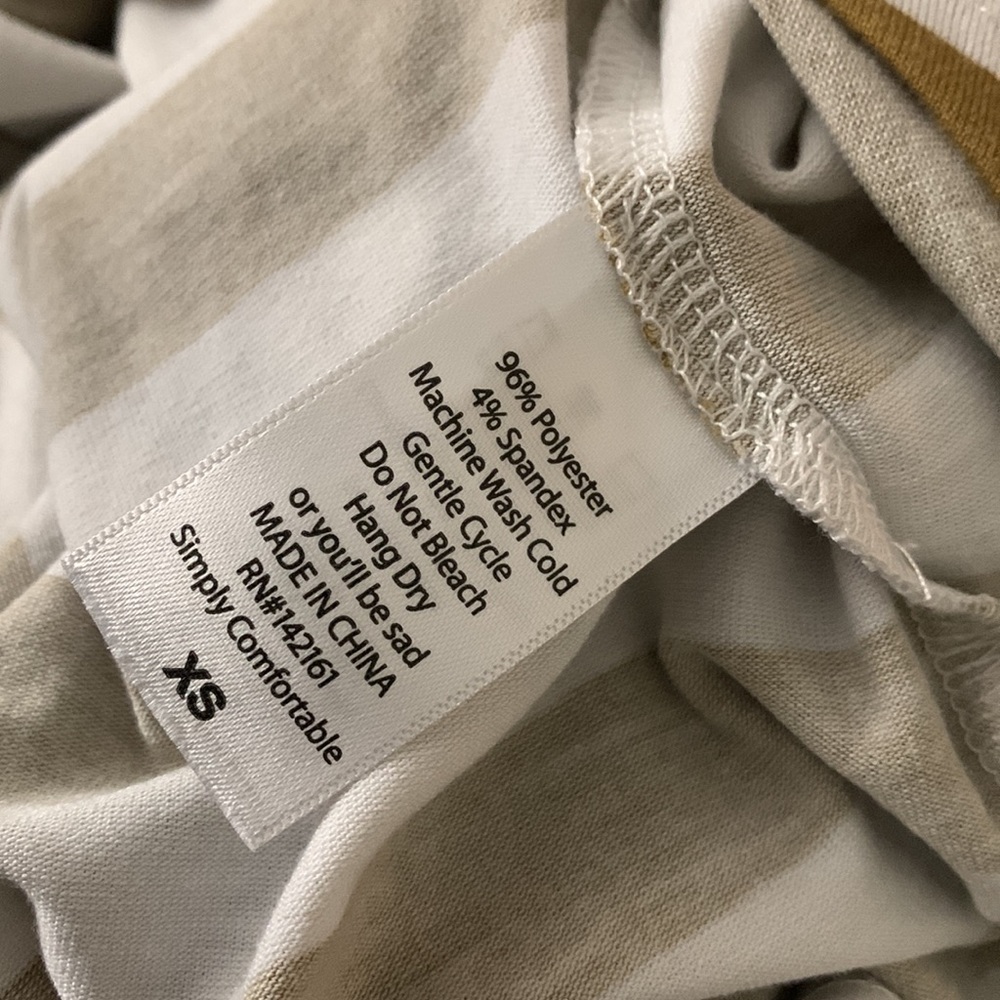 96% Polyester
4% Spandex
Machine Wash Cold
Gentle Cycle
Do Not Bleach
Hang Dry
or you'll be sad
MADE IN CHINA
RN#142161
Simply Comfortable
XS